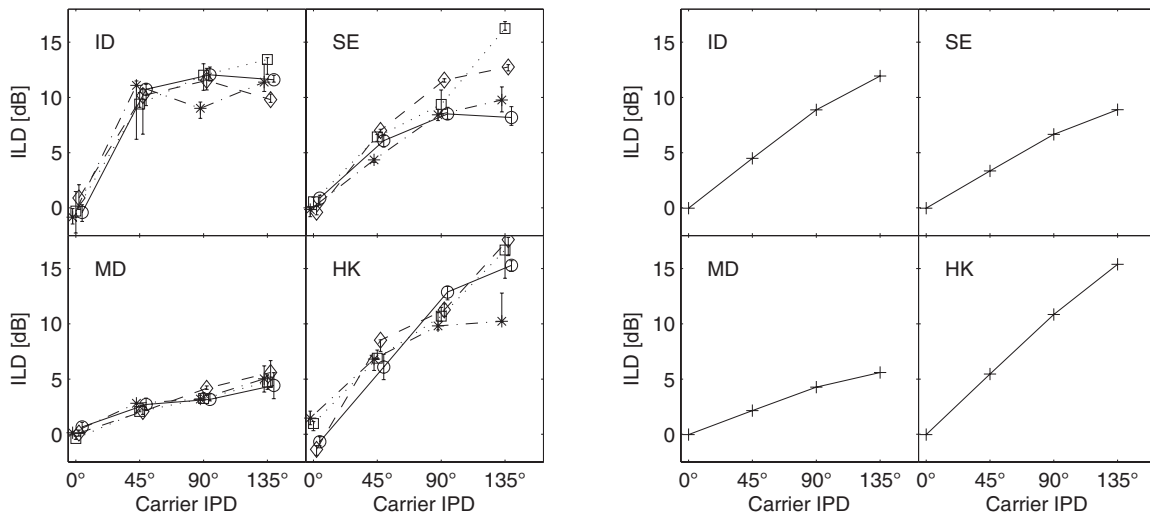 ID
SE
MD
HK
ILD [dB]
15
10
5
0
ILD [dB]
15
10
5
0
0° 45° 90° 135° 0° 45° 90° 135°
Carrier IPD Carrier IPD
ID
SE
MD
HK
ILD [dB]
15
10
5
0
ILD [dB]
15
10
5
0
0° 45° 90° 135° 0° 45° 90° 135°
Carrier IPD Carrier IPD